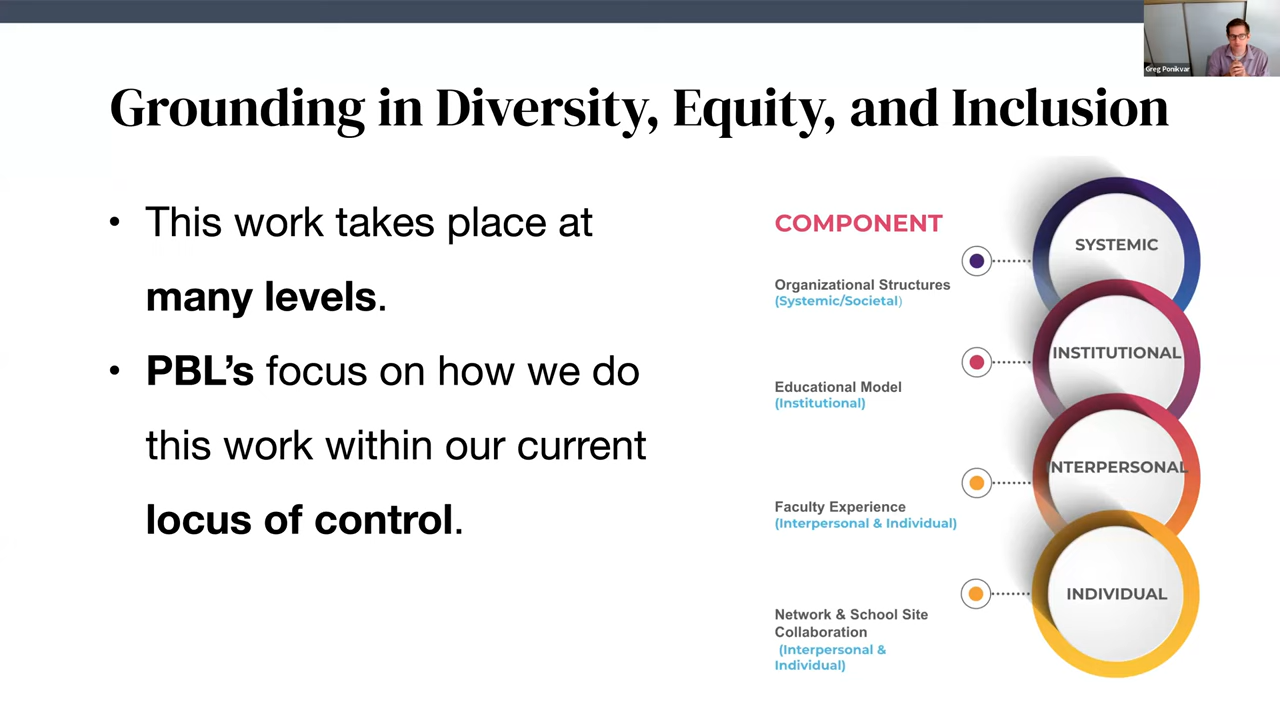 Greg Ponikvar
Grounding in Diversity, Equity, and Inclusion
• This work takes place at
many levels.
• PBL’s focus on how we do
this work within our current
locus of control.
COMPONENT
Organizational Structures
(Systemic/Societal)
Educational Model
(Institutional)
Faculty Experience
(Interpersonal & Individual)
Network & School Site
Collaboration
(Interpersonal &
Individual)
SYSTEMIC
INSTITUTIONAL
INTERPERSONAL
INDIVIDUAL